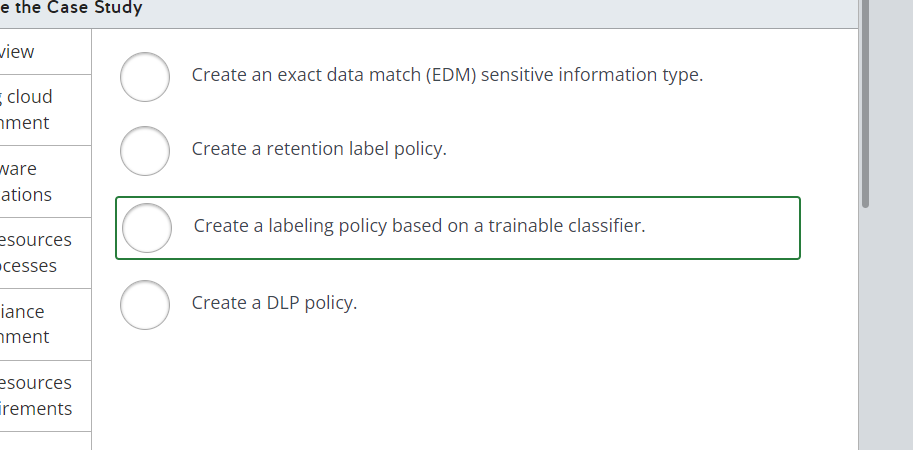 e the Case Study
view
cloud
nment
ware
ations
esources
ocesses
iance
nment
esources
irements
Create an exact data match (EDM) sensitive information type.
Create a retention label policy.
Create a labeling policy based on a trainable classifier.
Create a DLP policy.